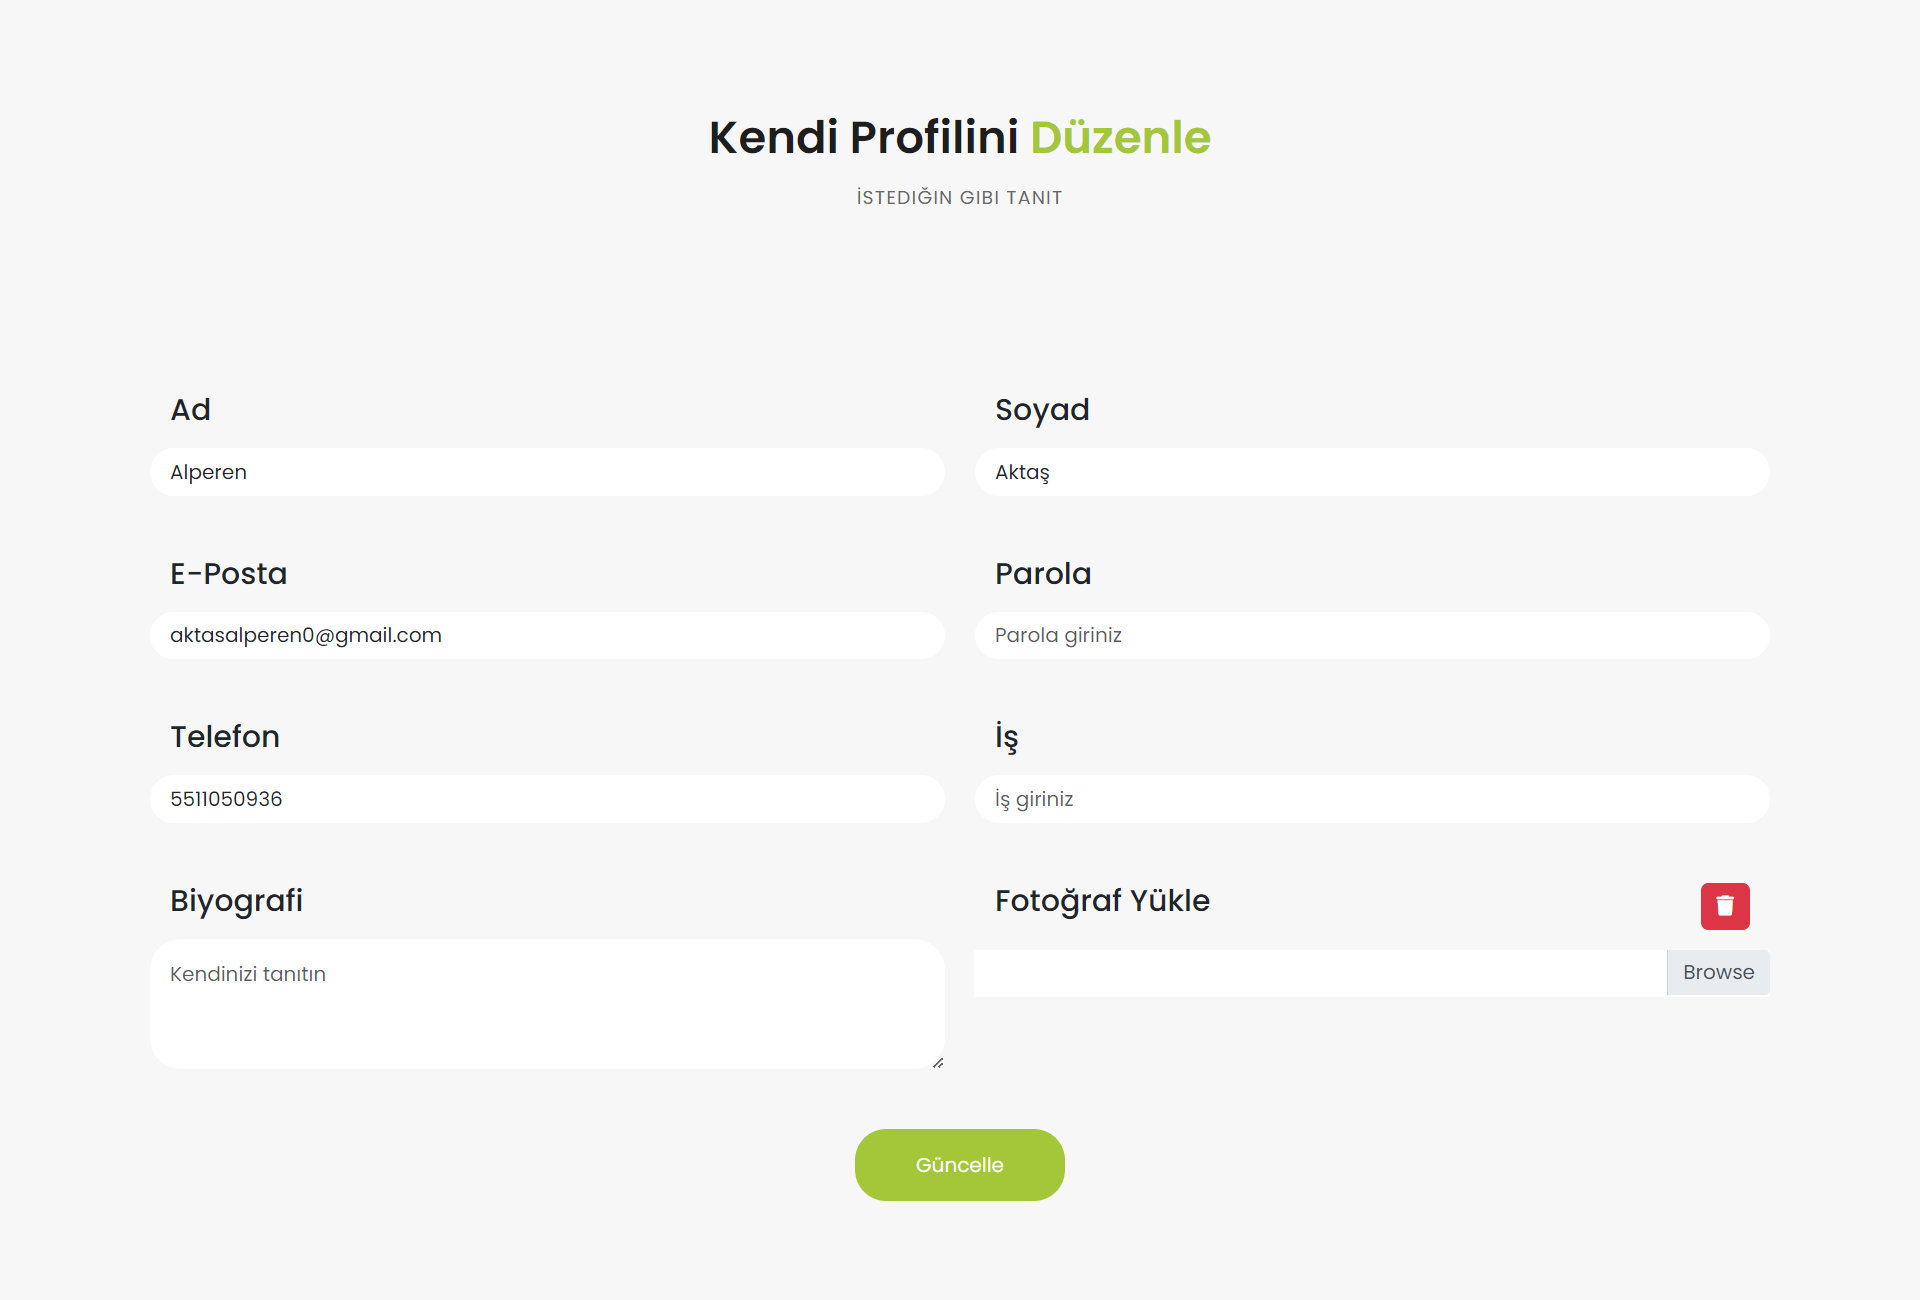 Kendi Profilini Düzenle
İSTEDIĞIN GIBI TANIT
Ad
Soyad
Alperen
Aktaş
E-Posta
Parola
aktasalperen0@gmail.com
Parola giriniz
Telefon
İş
5511050936
İş giriniz
Biyografi
Fotoğraf Yükle
Kendinizi tanıtın
Browse
Güncelle